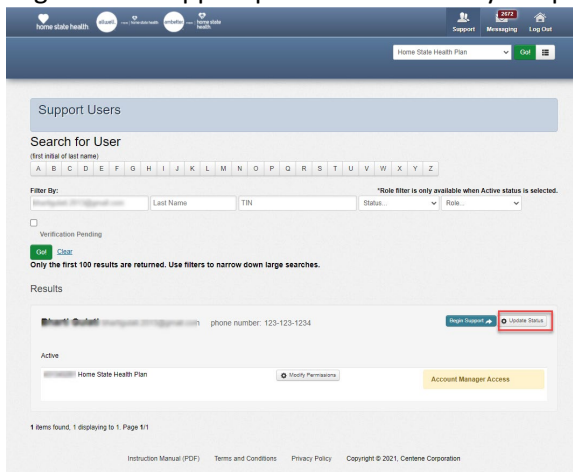 home state health
ambetter
home state health
2072
Support
Messaging
Log Out
Home State Health Plan
Go!
Support Users
Search for User
(first initial of last name)
A B C D E F G H I J K L M N O P Q R S T U V W X Y Z
Filter By:
*Role filter is only available when Active status is selected.
Last Name
TIN
Status...
Role...
Verification Pending
Go! Clear
Only the first 100 results are returned. Use filters to narrow down large searches.
Results
phone number: 123-123-1234
Begin Support
Update Status
Active
Home State Health Plan
Modify Permissions
Account Manager Access
1 items found, 1 displaying to 1. Page 1/1
Instruction Manual (PDF) Terms and Conditions Privacy Policy Copyright © 2021, Centene Corporation